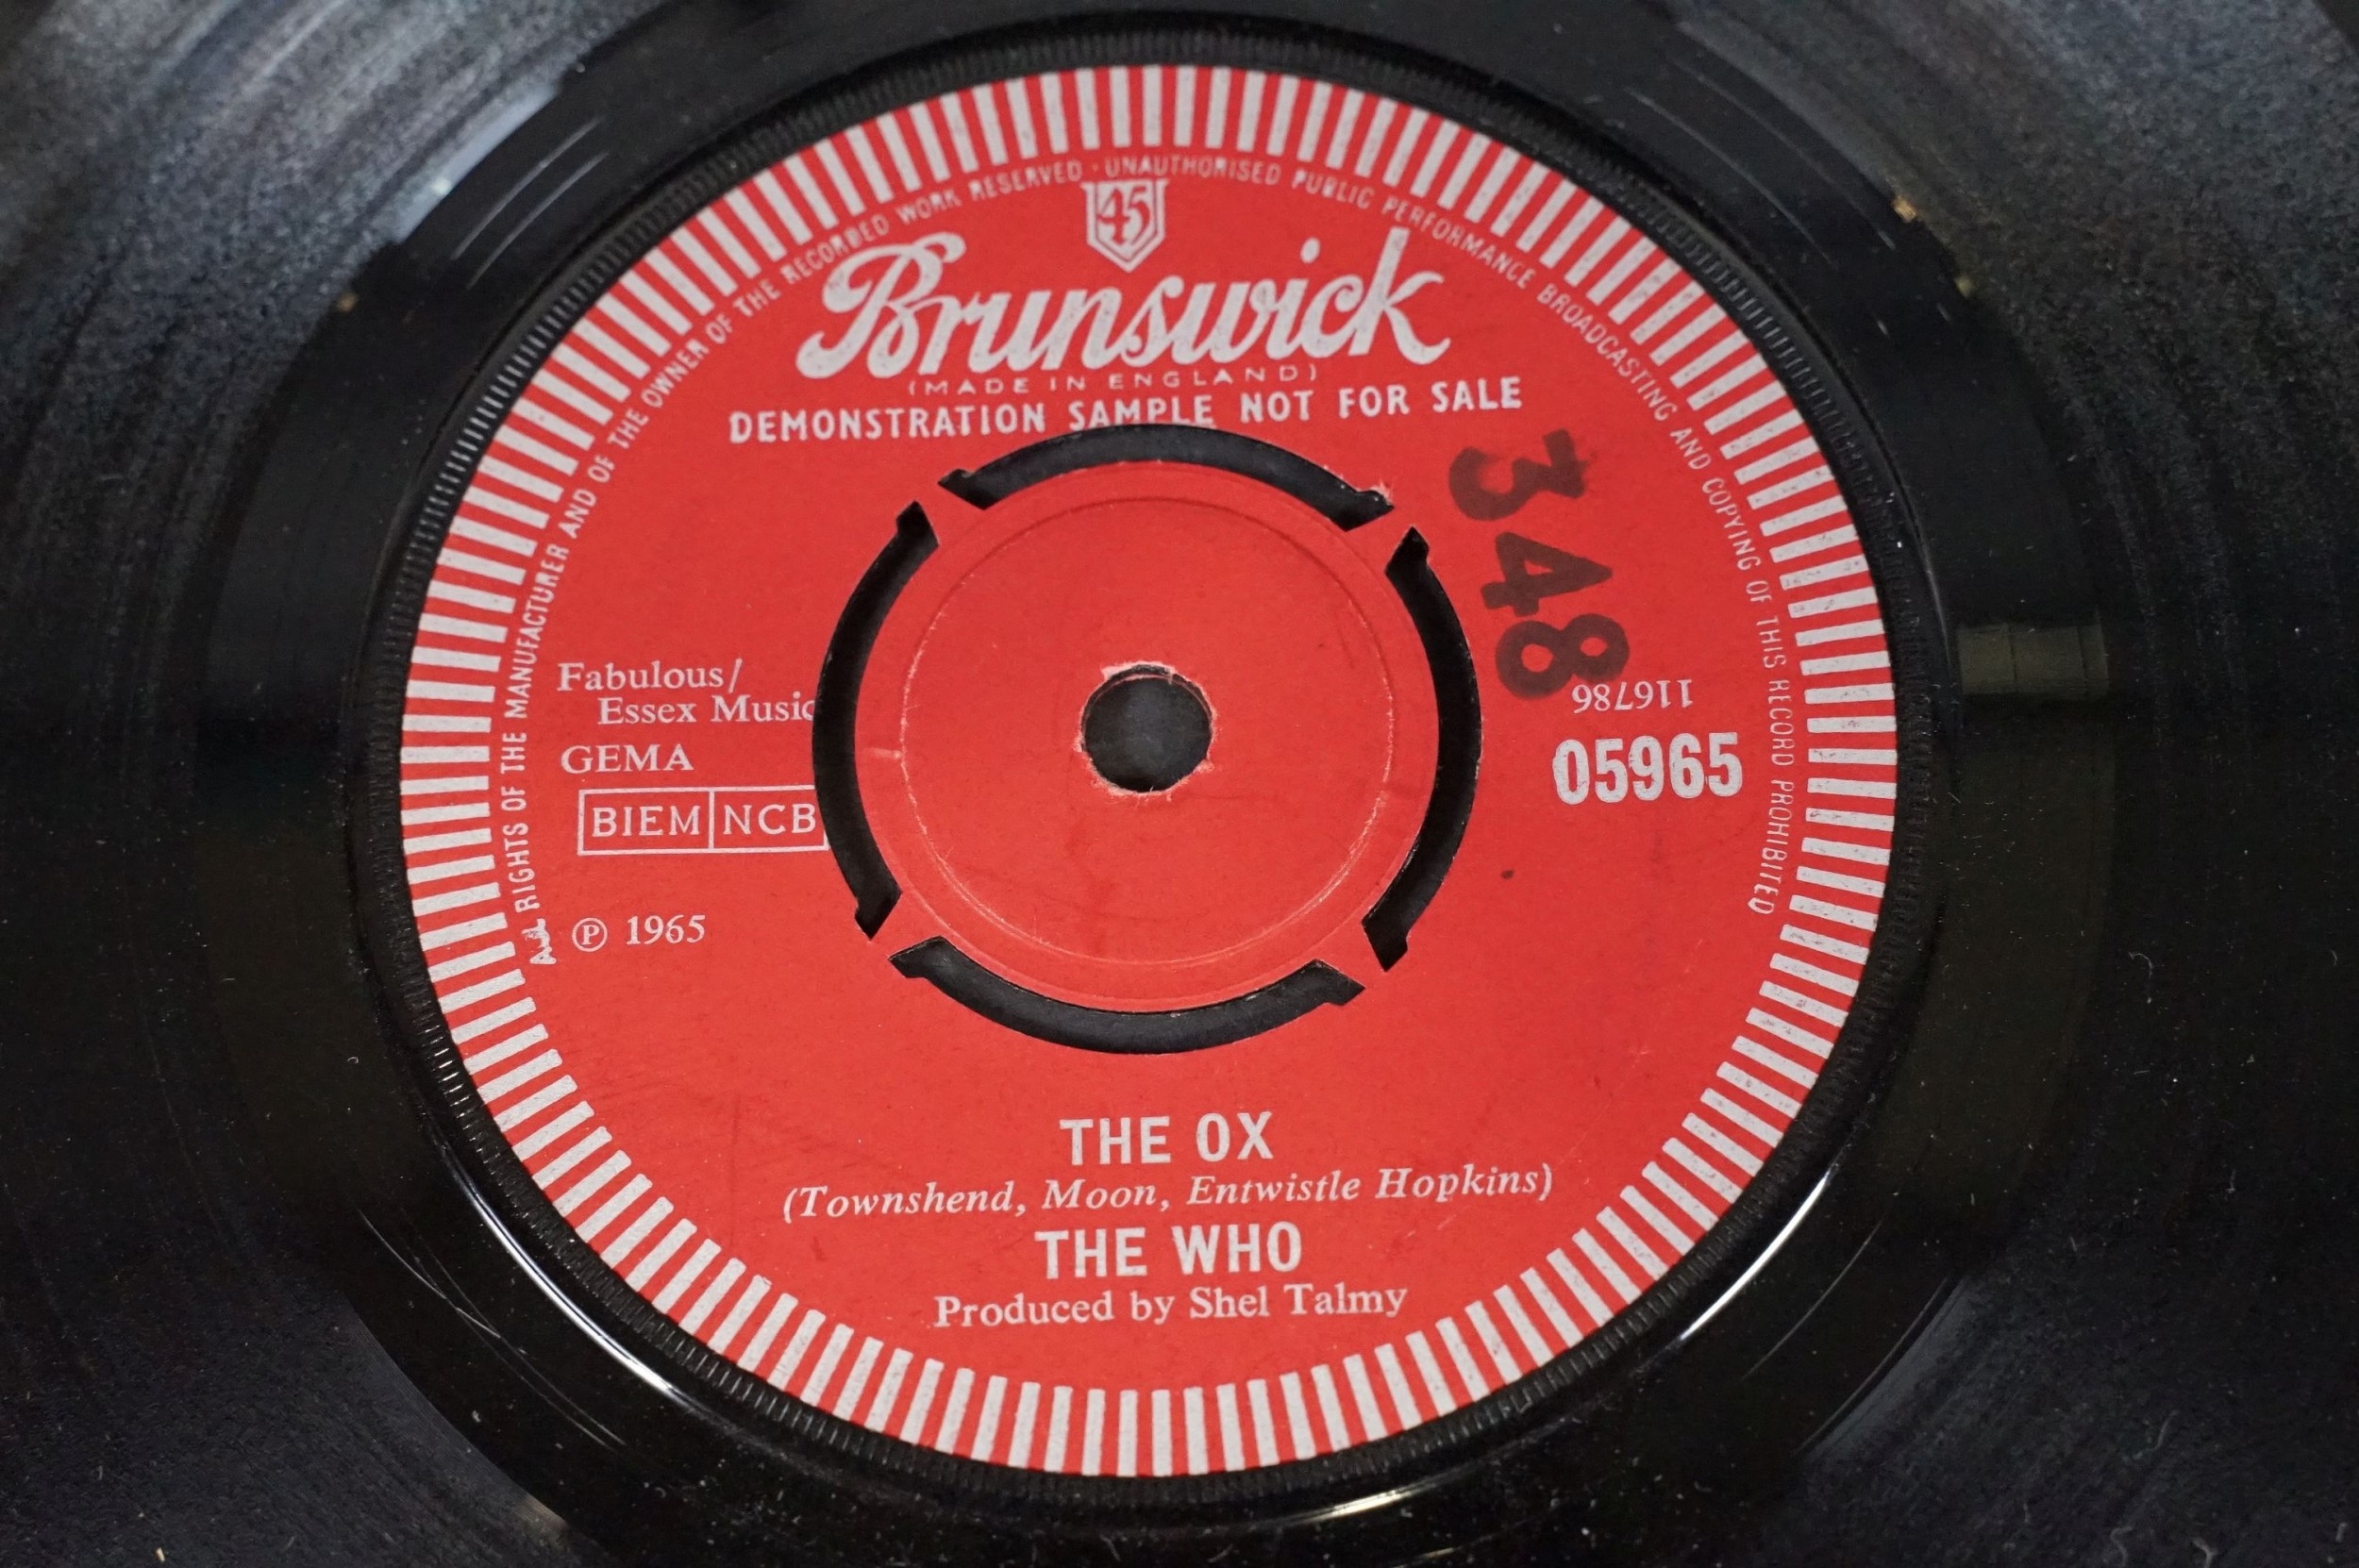 ALL RIGHTS OF THE MANUFACTURER AND OF THE OWNER OF THE RECORDED WORK RESERVED · UNAUTHORISED PUBLIC PERFORMANCE BROADCASTING AND COPYING OF THIS RECORD PROHIBITED
45
Brunswick
(MADE IN ENGLAND)
DEMONSTRATION SAMPLE NOT FOR SALE
348
Fabulous/
Essex Music
GEMA
BIEM NCB
℗ 1965
116786
05965
THE OX
(Townshend, Moon, Entwistle Hopkins)
THE WHO
Produced by Shel Talmy